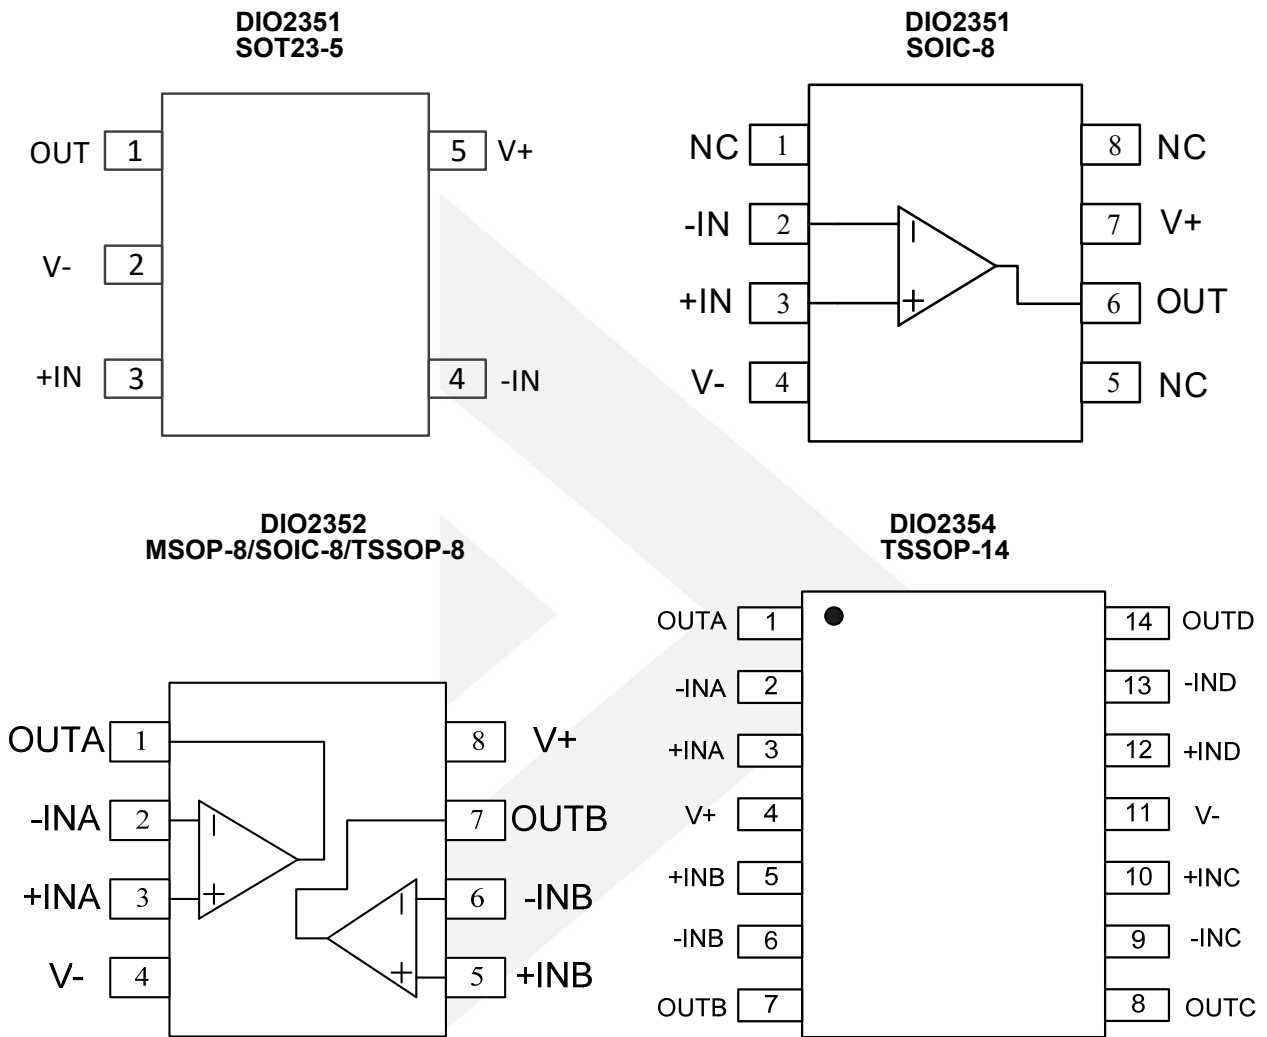 DIO2351
SOT23-5
OUT 1 5 V+
V- 2
+IN 3 4 -IN
DIO2351
SOIC-8
NC 1 8 NC
-IN 2 7 V+
+IN 3 6 OUT
V- 4 5 NC
DIO2352
MSOP-8/SOIC-8/TSSOP-8
OUTA 1 8 V+
-INA 2 7 OUTB
+INA 3 6 -INB
V- 4 5 +INB
DIO2354
TSSOP-14
OUTA 1 14 OUTD
-INA 2 13 -IND
+INA 3 12 +IND
V+ 4 11 V-
+INB 5 10 +INC
-INB 6 9 -INC
OUTB 7 8 OUTC